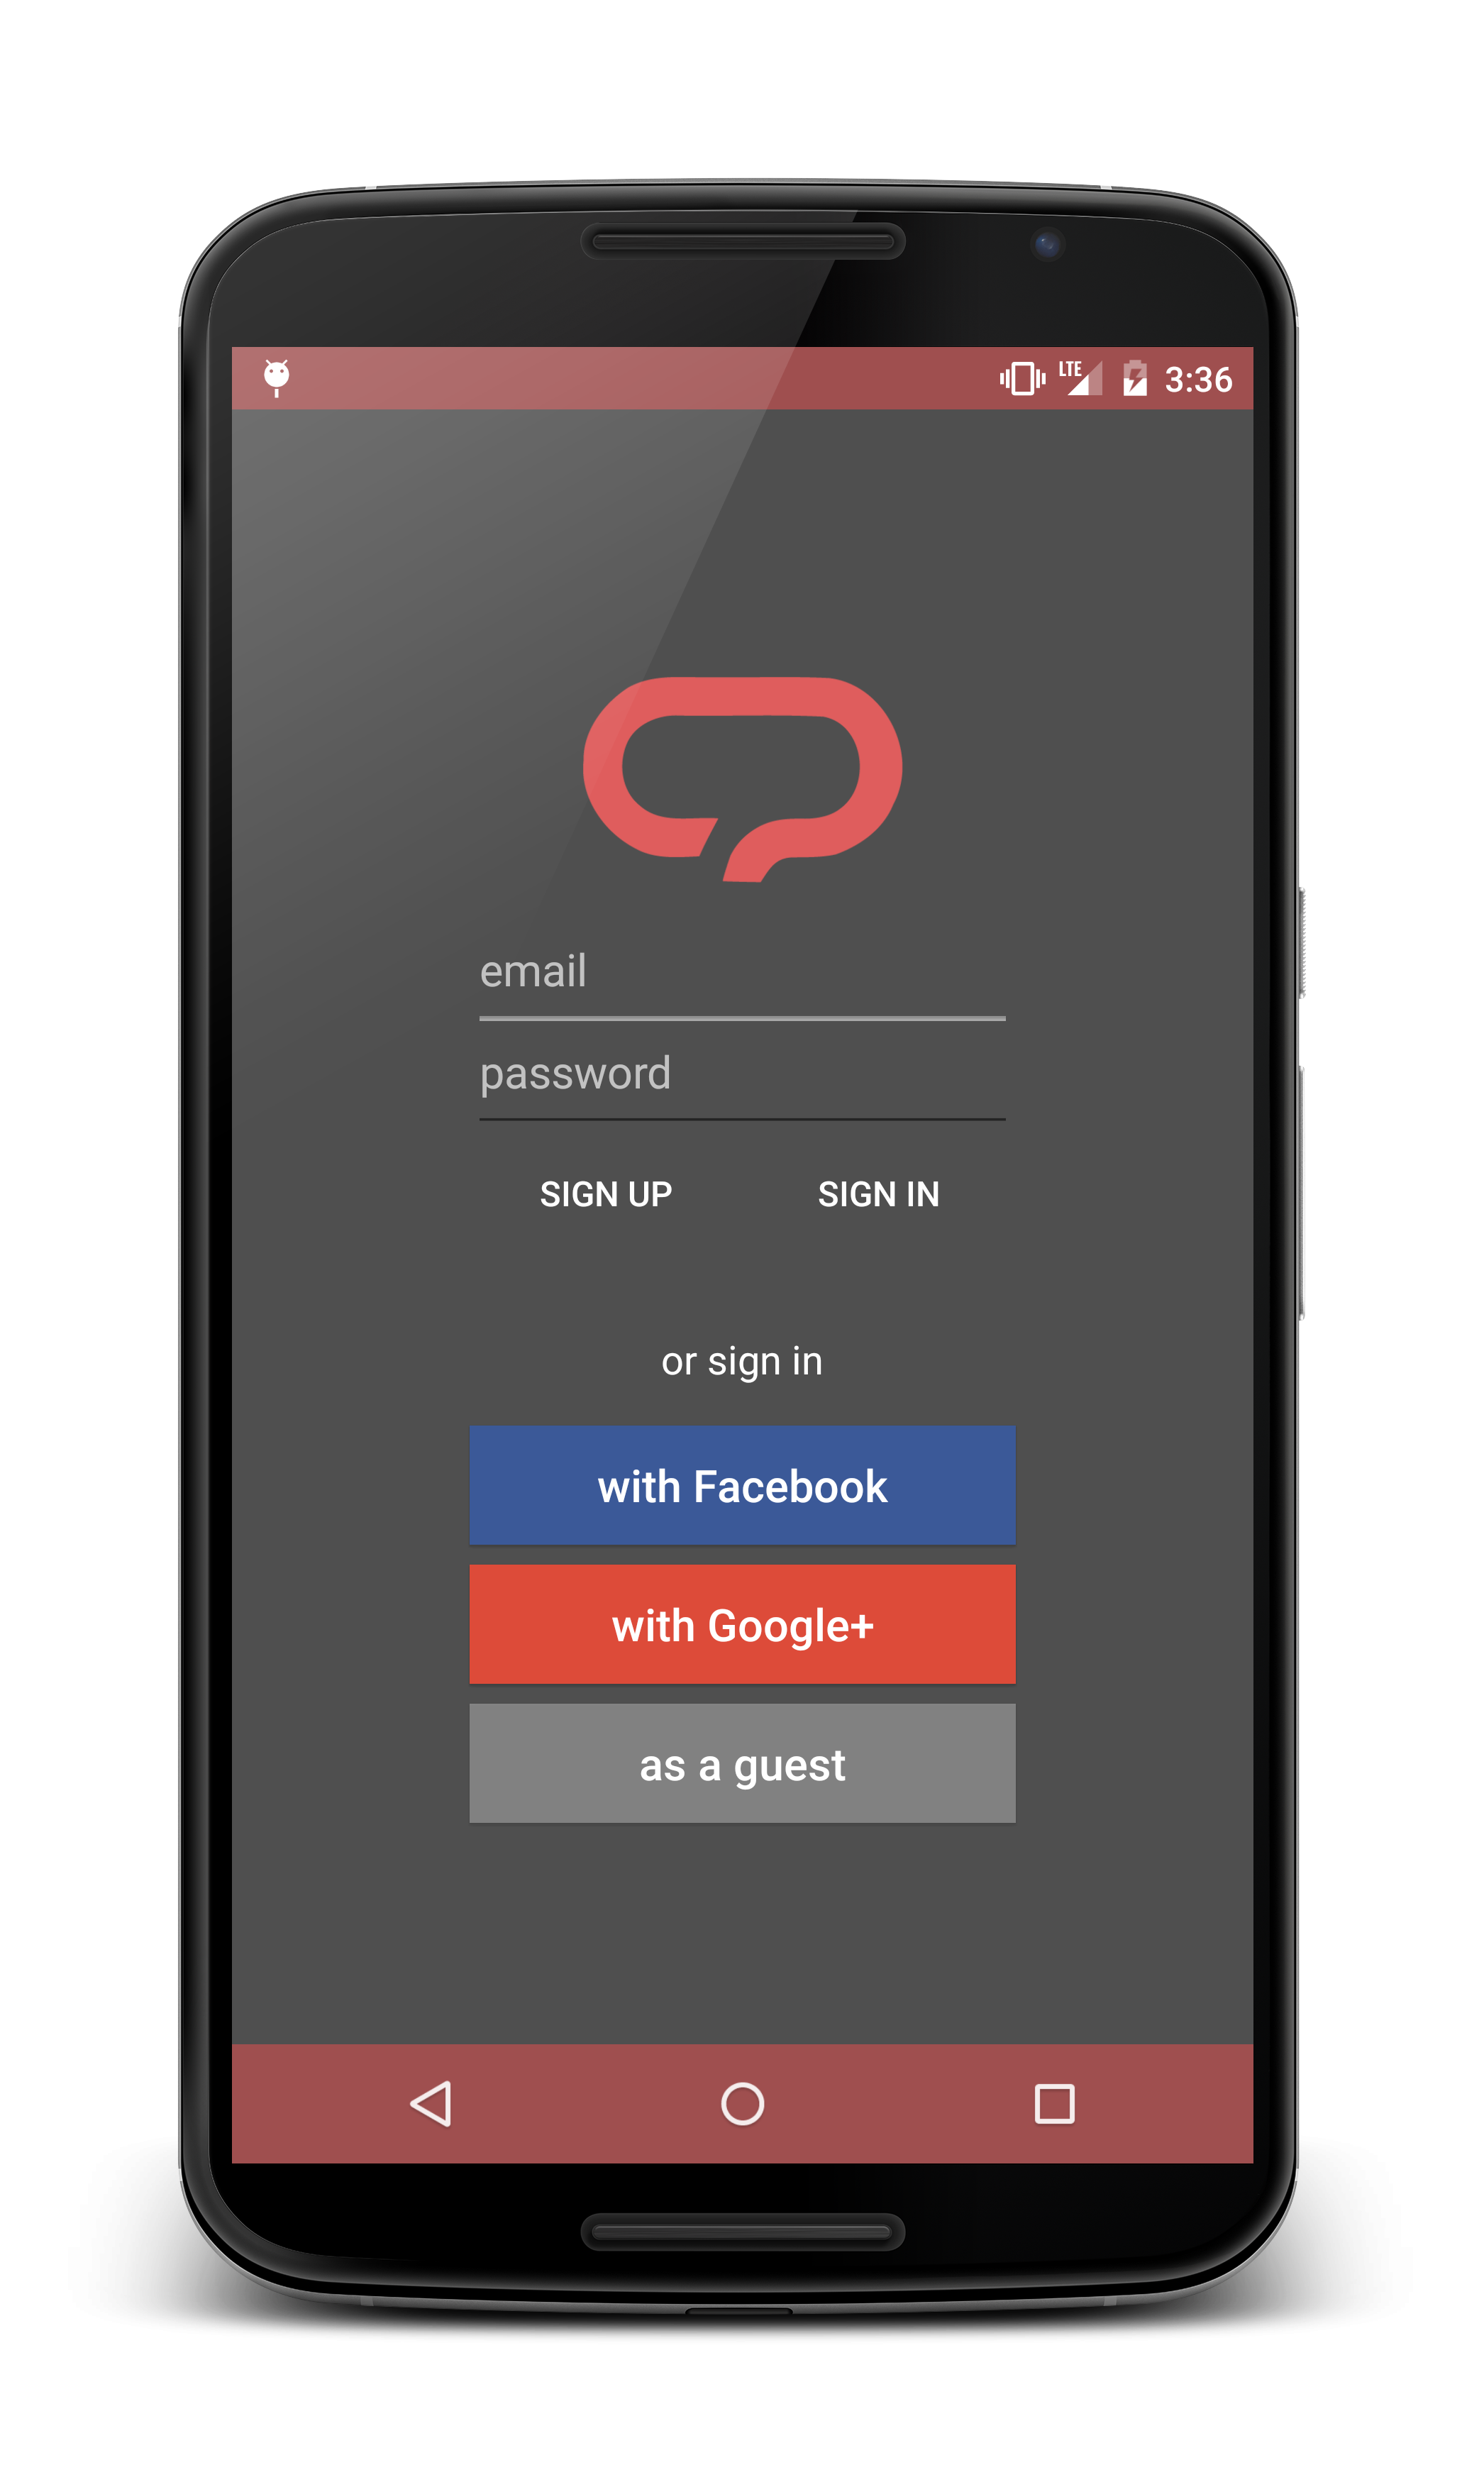 LTE 3:36
email
password
SIGN UP SIGN IN
or sign in
with Facebook
with Google+
as a guest